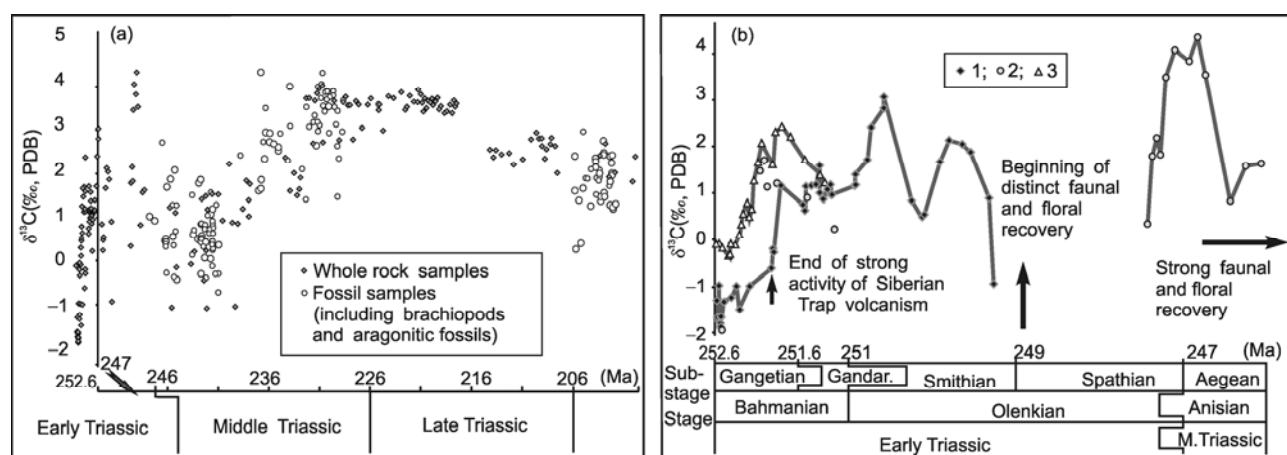 (a)
5
4
3
2
1
0
−1
−2
δ¹³C(‰, PDB)
Whole rock samples
Fossil samples
(including brachiopods
and aragonitic fossils)
252.6
247
246
236
226
216
206
(Ma)
Early Triassic
Middle Triassic
Late Triassic
(b)
4
3
2
1
0
−1
−2
δ¹³C(‰, PDB)
1; 2; 3
End of strong
activity of Siberian
Trap volcanism
Beginning of
distinct faunal
and floral
recovery
Strong faunal
and floral
recovery
252.6
251.6
251
249
247
(Ma)
Sub-
stage
Gangetian
Gandar.
Smithian
Spathian
Aegean
Stage
Bahmanian
Olenkian
Anisian
Early Triassic
M.Triassic